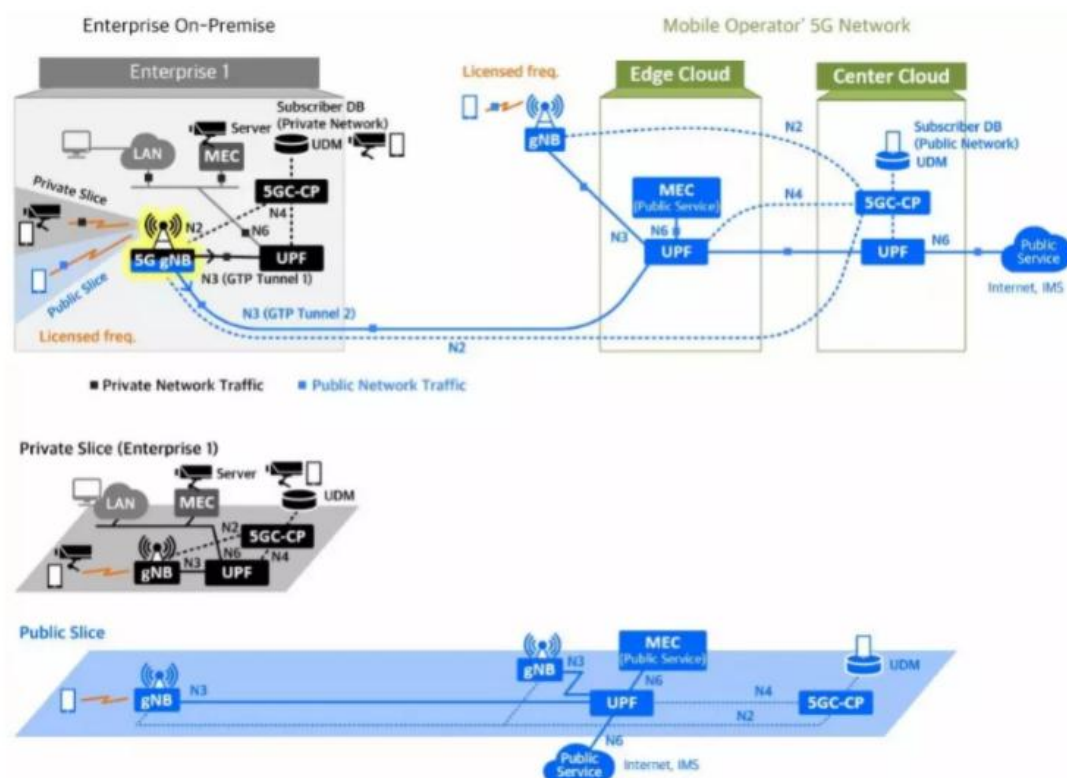 Enterprise On-Premise
Mobile Operator' 5G Network
Enterprise 1
Licensed freq.
Edge Cloud
Center Cloud
Subscriber DB
(Private Network)
Server
UDM
LAN
MEC
gNB
N2
Subscriber DB
(Public Network)
UDM
Private Slice
5GC-CP
N4
MEC
(Public Service)
N4
5GC-CP
N2
N6
N3
N6
UPF
UPF
N6
Public
Service
5G gNB
UPF
N3 (GTP Tunnel 1)
Public Slice
Internet, IMS
N3 (GTP Tunnel 2)
Licensed freq.
N2
Private Network Traffic
Public Network Traffic
Private Slice (Enterprise 1)
Server
LAN
MEC
UDM
N2
5GC-CP
gNB
N3
N6
UPF
N4
Public Slice
gNB
N3
MEC
(Public Service)
UDM
gNB
N3
N6
UPF
N4
5GC-CP
N2
N6
Public
Service
Internet, IMS